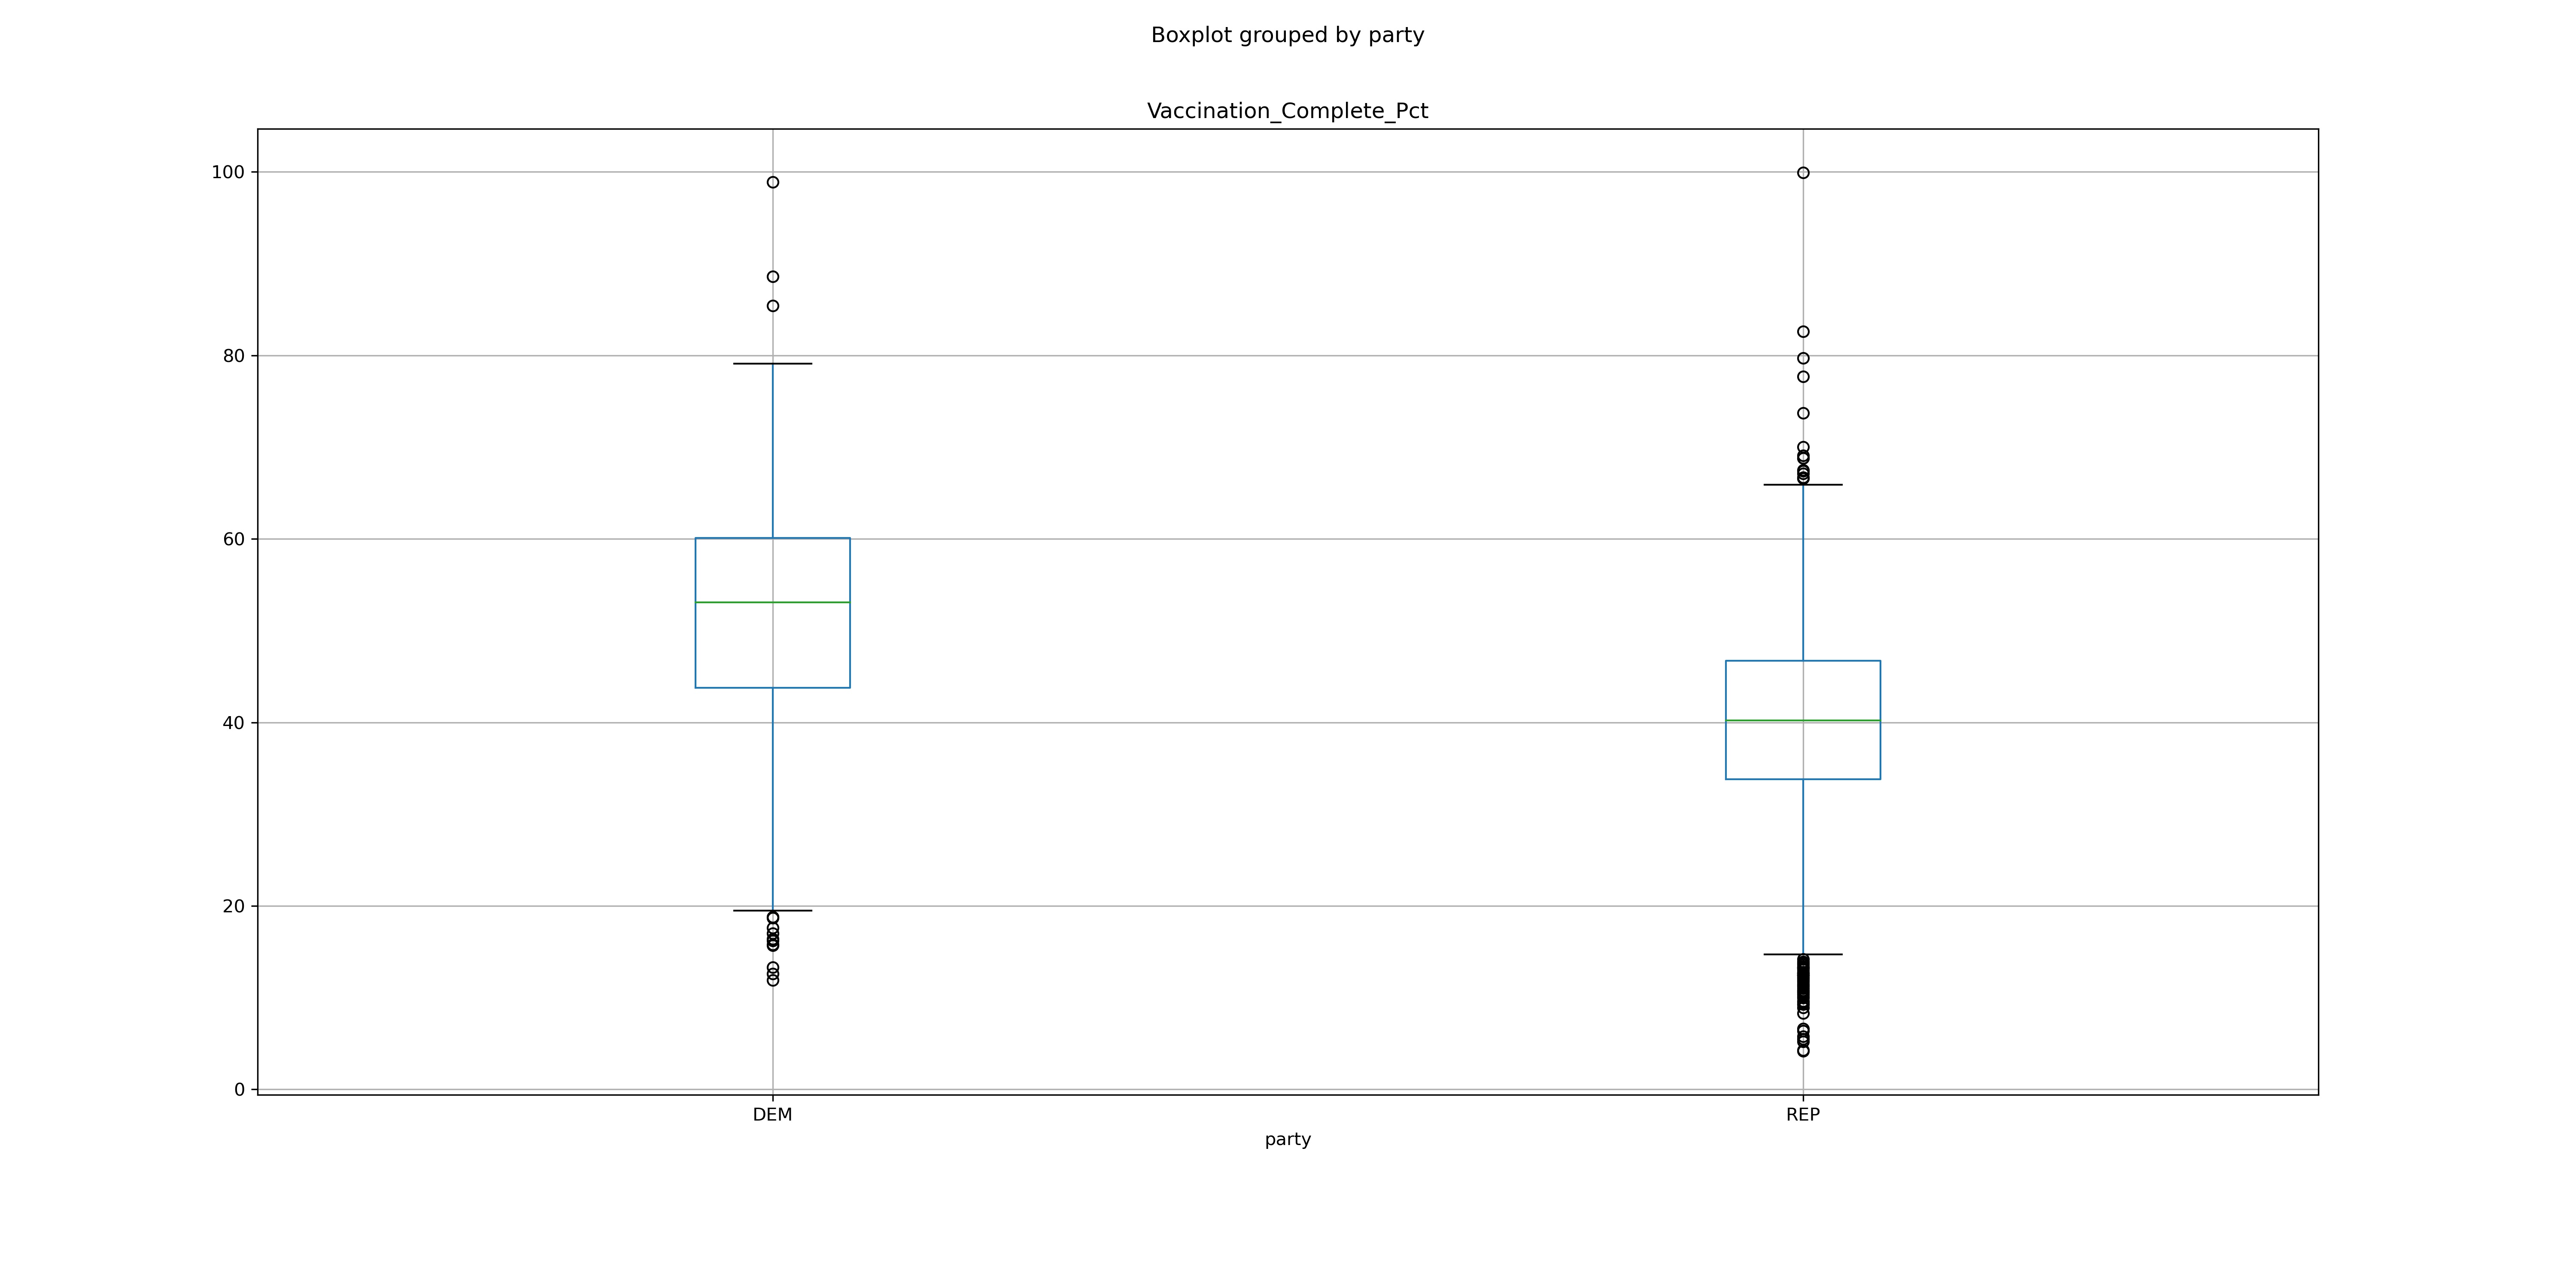 Boxplot grouped by party
Vaccination_Complete_Pct
100
80
60
40
20
0
DEM
REP
party